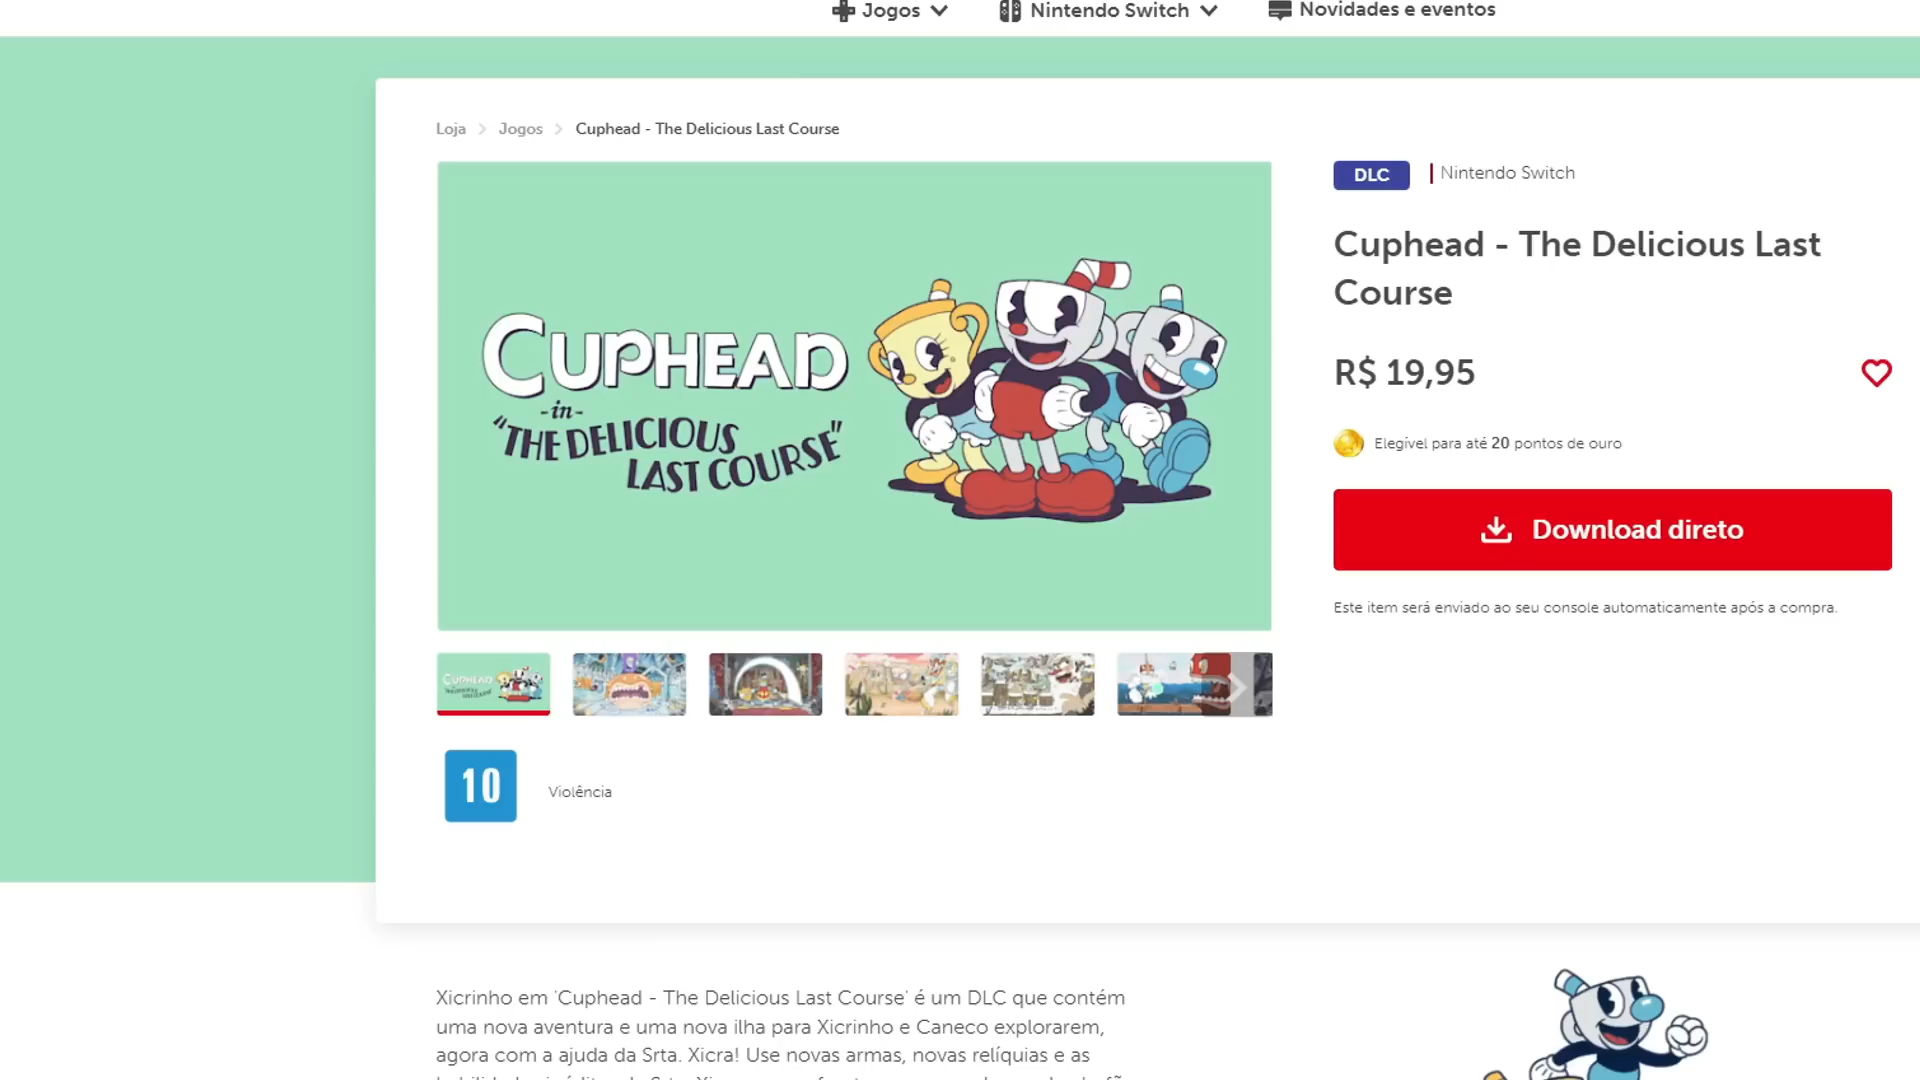 Jogos
Nintendo Switch
Novidades e eventos
Loja
Jogos
Cuphead - The Delicious Last Course
CUPHEAD
-in-
"THE DELICIOUS
LAST COURSE"
DLC
Nintendo Switch
Cuphead - The Delicious Last
Course
R$ 19,95
Elegível para até 20 pontos de ouro
Download direto
Este item será enviado ao seu console automaticamente após a compra.
CUPHEAD
10
Violência
Xicrinho em 'Cuphead - The Delicious Last Course' é um DLC que contém
uma nova aventura e uma nova ilha para Xicrinho e Caneco explorarem,
agora com a ajuda da Srta. Xicra! Use novas armas, novas relíquias e as